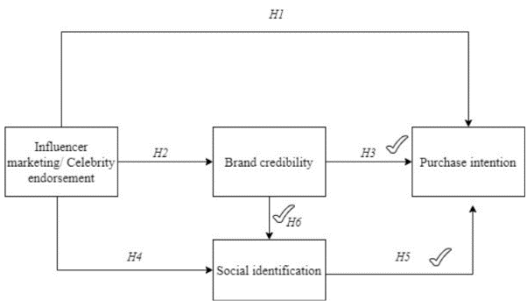 H1
Influencer
marketing/ Celebrity
endorsement
H2
Brand credibility
H3
Purchase intention
H6
H4
Social identification
H5